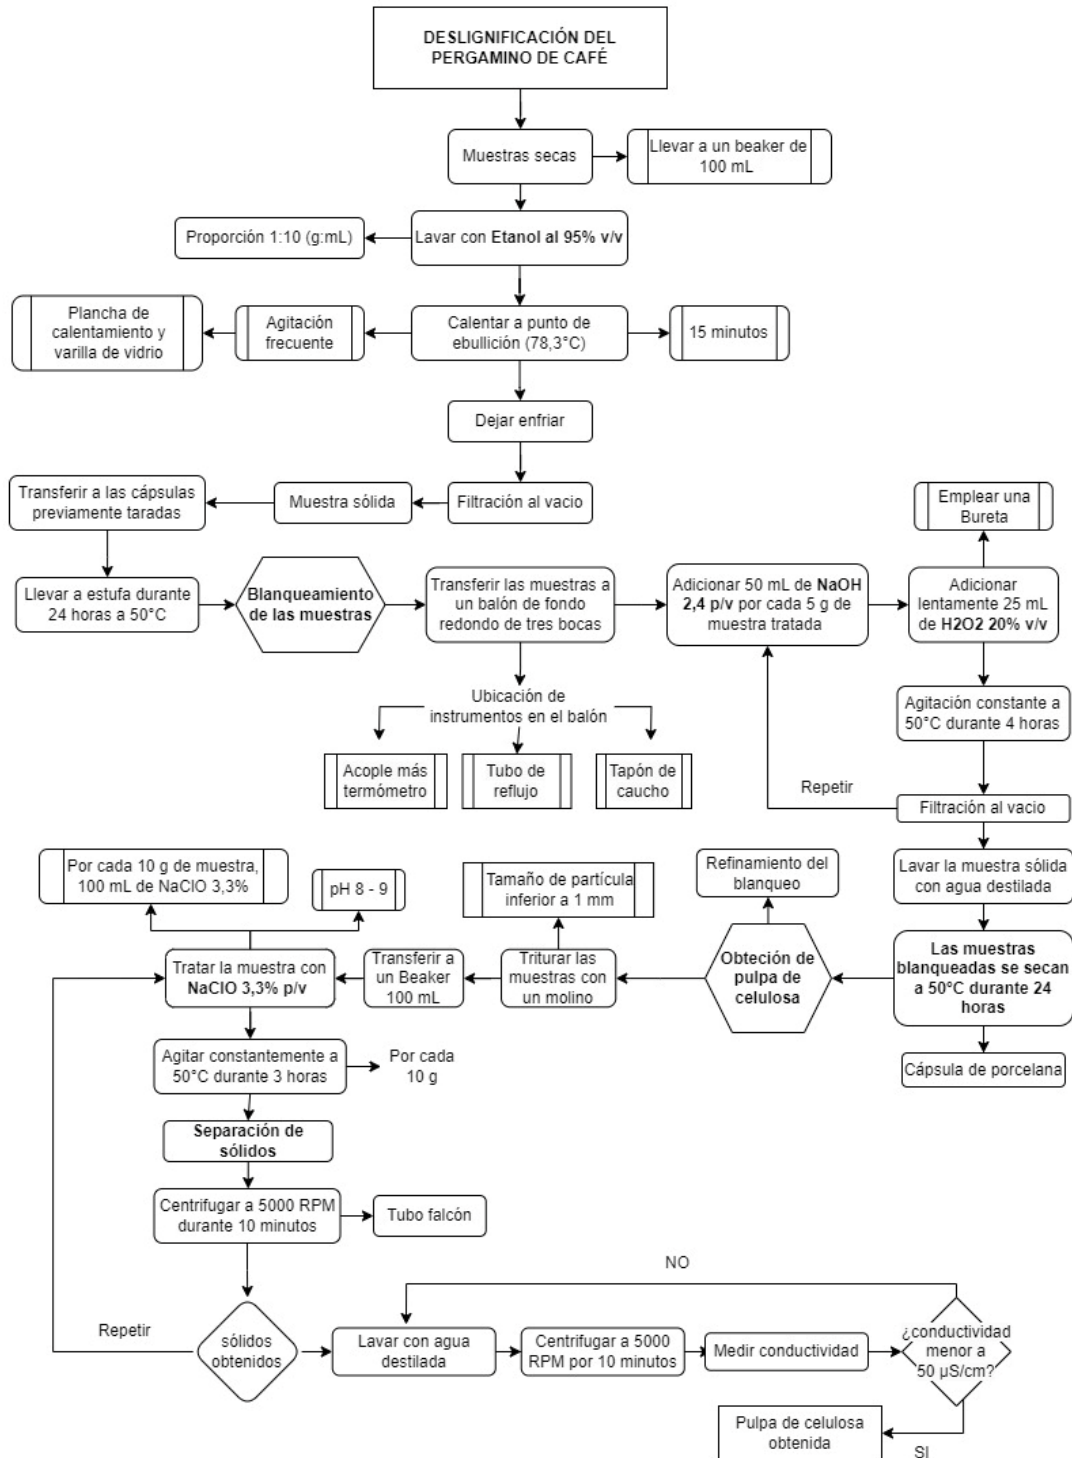 DESLIGNIFICACIÓN DEL
PERGAMINO DE CAFÉ
Muestras secas
Llevar a un beaker de
100 mL
Proporción 1:10 (g:mL)
Lavar con Etanol al 95% v/v
Plancha de
calentamiento y
varilla de vidrio
Agitación
frecuente
Calentar a punto de
ebullición (78,3°C)
15 minutos
Dejar enfriar
Transferir a las cápsulas
previamente taradas
Muestra sólida
Filtración al vacio
Emplear una
Bureta
Llevar a estufa durante
24 horas a 50°C
Blanqueamiento
de las muestras
Transferir las muestras a
un balón de fondo
redondo de tres bocas
Adicionar 50 mL de NaOH
2,4 p/v por cada 5 g de
muestra tratada
Adicionar
lentamente 25 mL
de H2O2 20% v/v
Ubicación de
instrumentos en el balón
Agitación constante a
50°C durante 4 horas
Acople más
termómetro
Tubo de
reflujo
Tapón de
caucho
Repetir
Filtración al vacio
Por cada 10 g de muestra,
100 mL de NaClO 3,3%
pH 8 - 9
Tamaño de partícula
inferior a 1 mm
Refinamiento del
blanqueo
Lavar la muestra sólida
con agua destilada
Tratar la muestra con
NaClO 3,3% p/v
Transferir a
un Beaker
100 mL
Triturar las
muestras con
un molino
Obteción de
pulpa de
celulosa
Las muestras
blanqueadas se secan
a 50°C durante 24
horas
Agitar constantemente a
50°C durante 3 horas
Por cada
10 g
Cápsula de porcelana
Separación de
sólidos
Centrifugar a 5000 RPM
durante 10 minutos
Tubo falcón
NO
Repetir
sólidos
obtenidos
Lavar con agua
destilada
Centrifugar a 5000
RPM por 10 minutos
Medir conductividad
¿conductividad
menor a
50 µS/cm?
Pulpa de celulosa
obtenida
SI